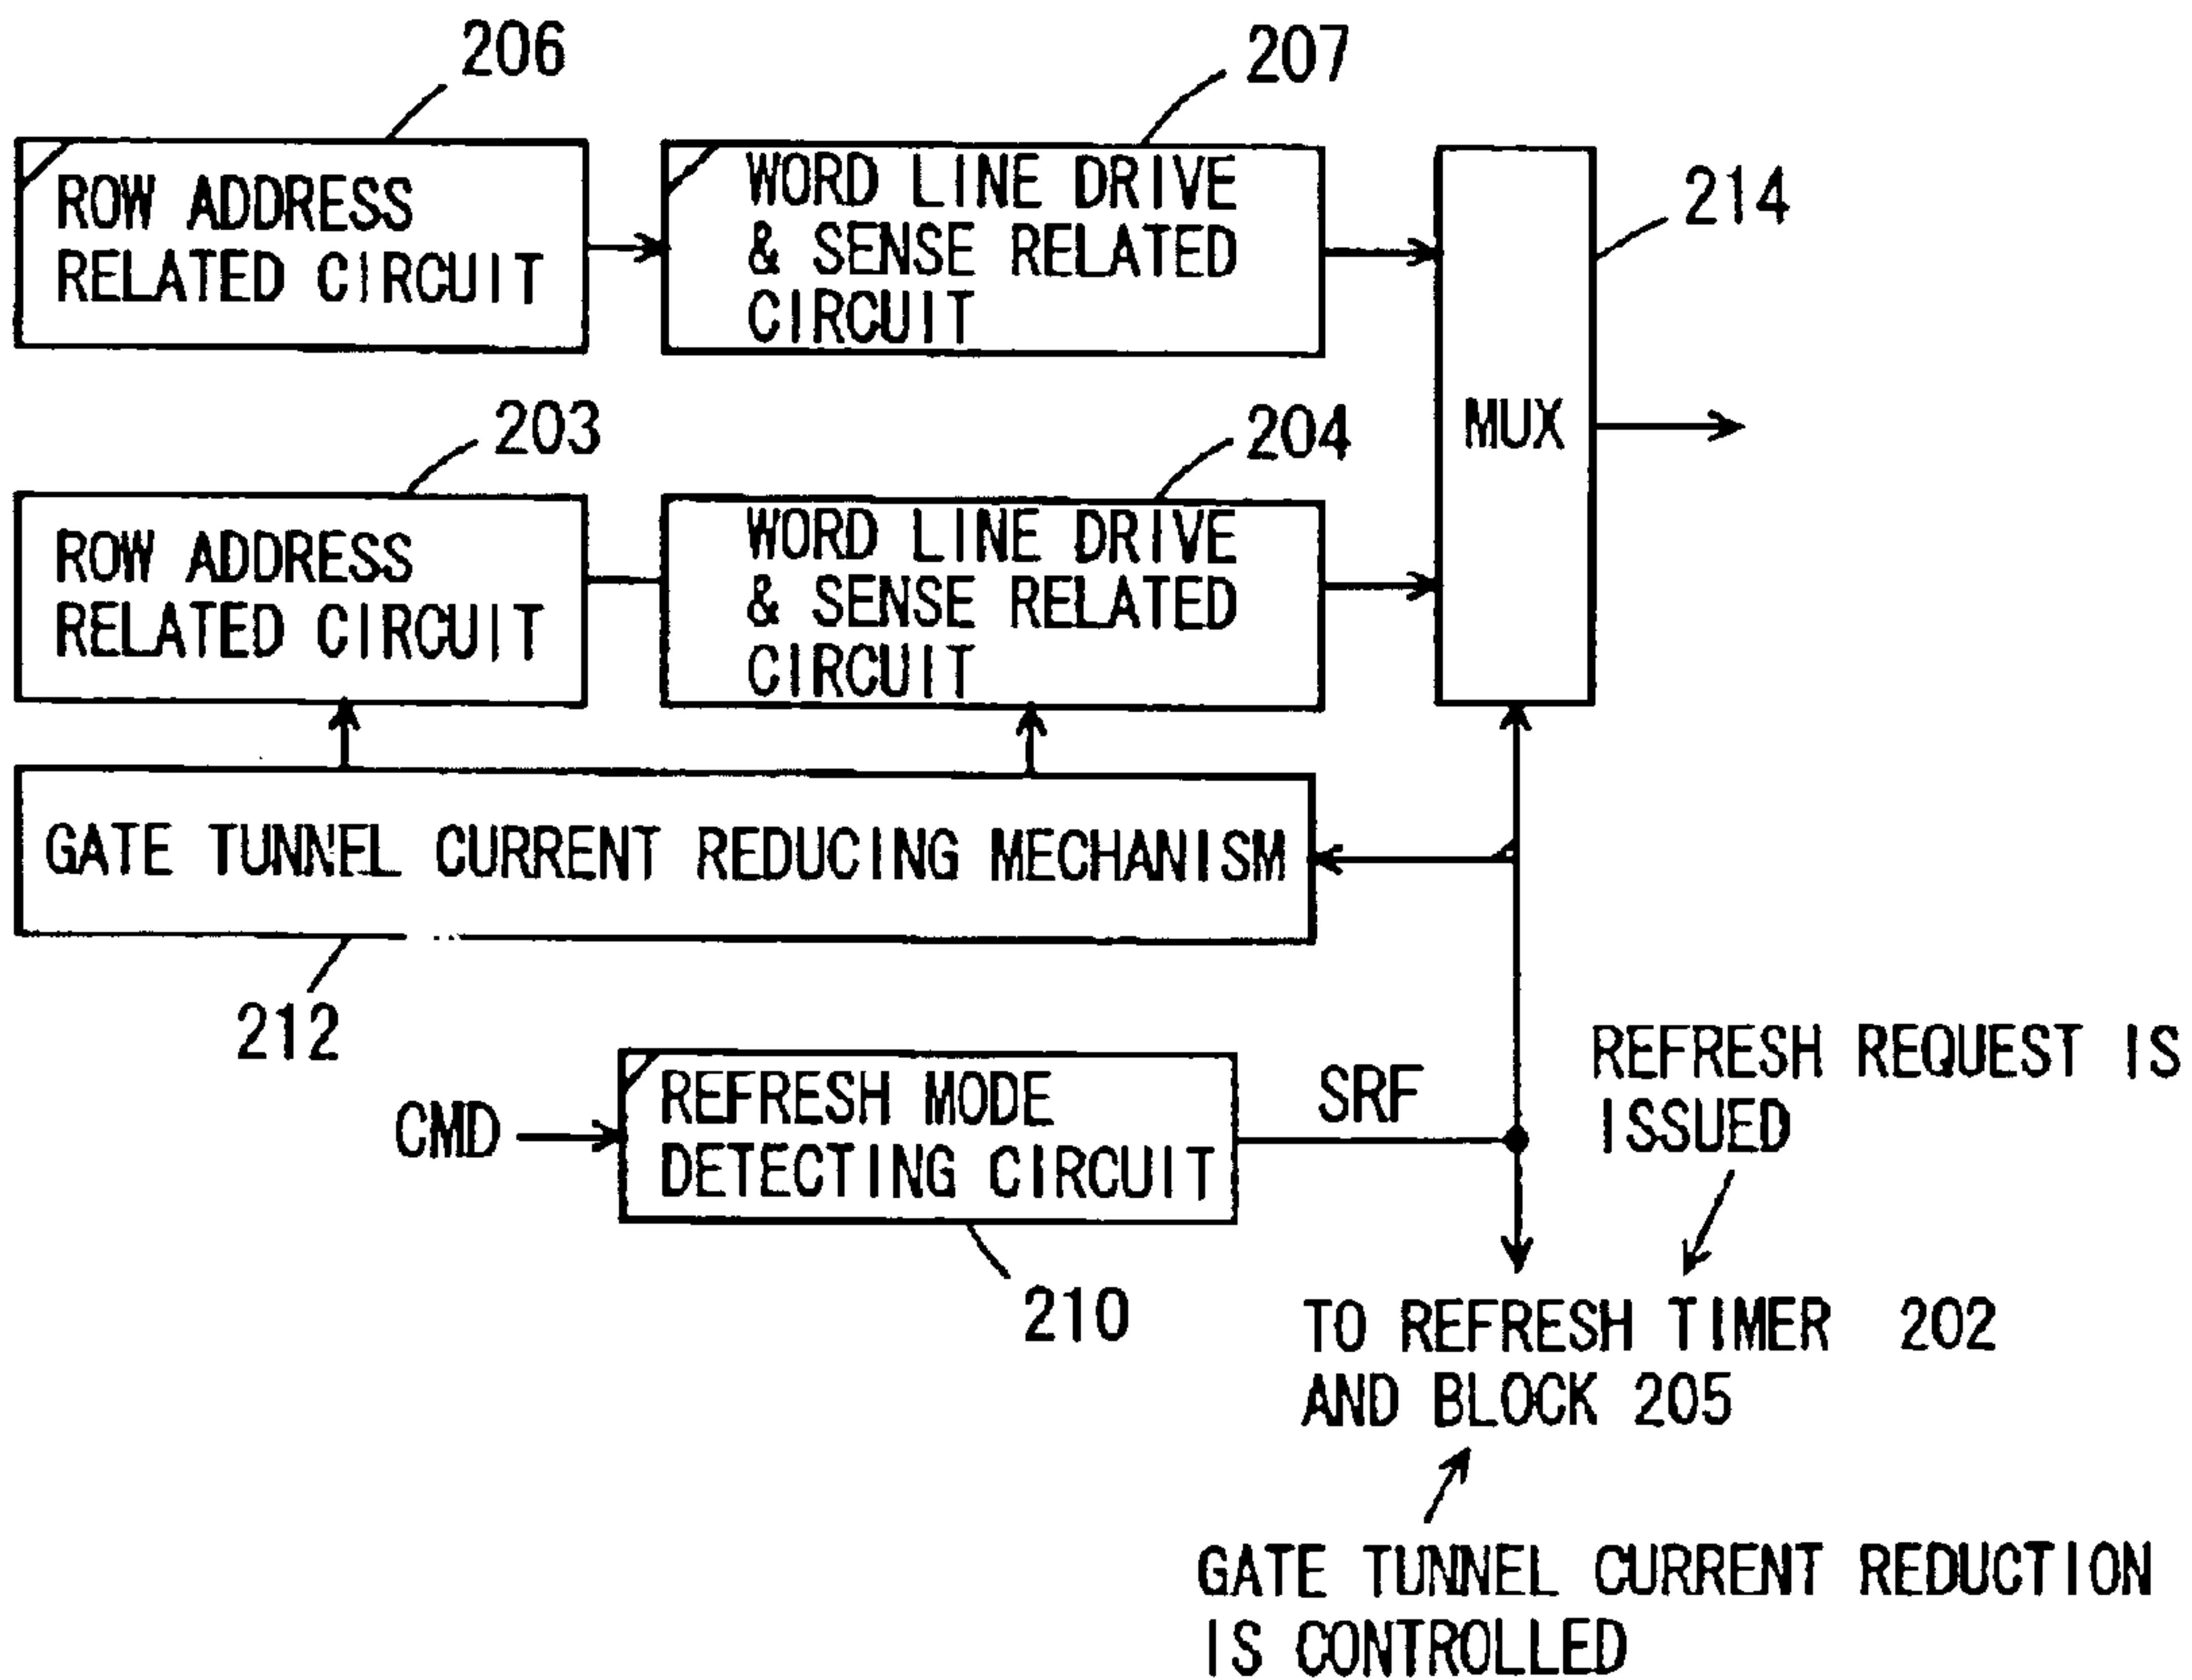 206
207
ROW ADDRESS
RELATED CIRCUIT
WORD LINE DRIVE
& SENSE RELATED
CIRCUIT
214
MUX
203
204
ROW ADDRESS
RELATED CIRCUIT
WORD LINE DRIVE
& SENSE RELATED
CIRCUIT
GATE TUNNEL CURRENT REDUCING MECHANISM
212
CMD
REFRESH MODE
DETECTING CIRCUIT
SRF
210
REFRESH REQUEST IS
ISSUED
TO REFRESH TIMER 202
AND BLOCK 205
GATE TUNNEL CURRENT REDUCTION
IS CONTROLLED